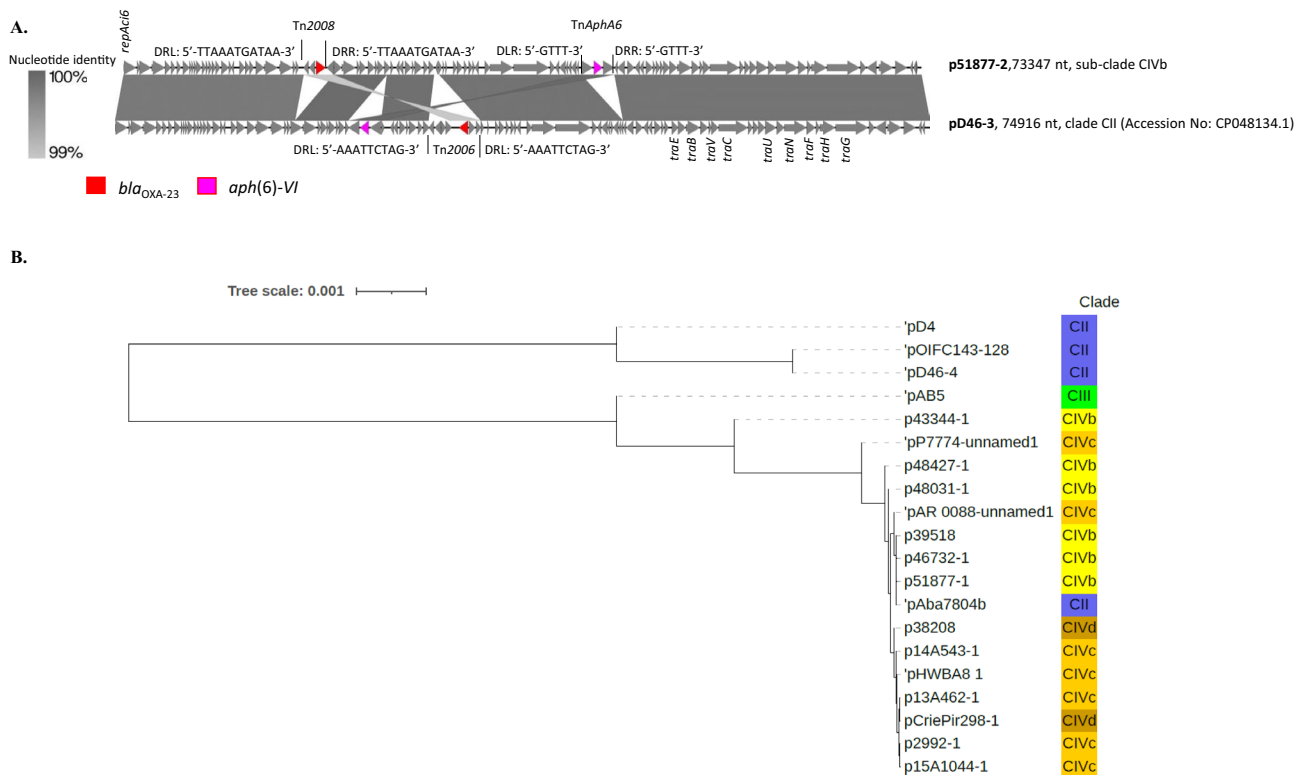 A.
repAci6
Tn2008
TnAphA6
DRL: 5’-TTAAATGATAA-3’
DRR: 5’-TTAAATGATAA-3’
DLR: 5’-GTTT-3’
DRR: 5’-GTTT-3’
Nucleotide identity
100%
99%
p51877-2,73347 nt, sub-clade CIVb
pD46-3, 74916 nt, clade CII (Accession No: CP048134.1)
DRL: 5’-AAATTCTAG-3’
Tn2006
DRL: 5’-AAATTCTAG-3’
traE
traB
traV
traC
traU
traN
traF
traH
traG
blaOXA-23
aph(6)-VI
B.
Tree scale: 0.001
Clade
'pD4 CII
'pOIFC143-128 CII
'pD46-4 CII
'pAB5 CIII
p43344-1 CIVb
'pP7774-unnamed1 CIVc
p48427-1 CIVb
p48031-1 CIVb
'pAR 0088-unnamed1 CIVc
p39518 CIVb
p46732-1 CIVb
p51877-1 CIVb
'pAba7804b CII
p38208 CIVd
p14A543-1 CIVc
'pHWBA8 1 CIVc
p13A462-1 CIVc
pCriePir298-1 CIVd
p2992-1 CIVc
p15A1044-1 CIVc